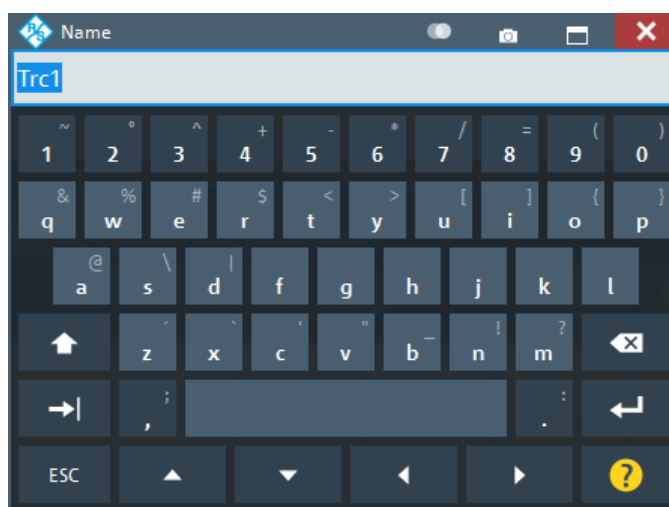 R&S Name
Trc1
~ ° ^ + - * / = ( )
1 2 3 4 5 6 7 8 9 0
& % # $ < > [ ] { }
q w e r t y u i o p
@ \ |
a s d f g h j k l
´ ` ' " _ ! ?
z x c v b n m
; :
, .
ESC ?